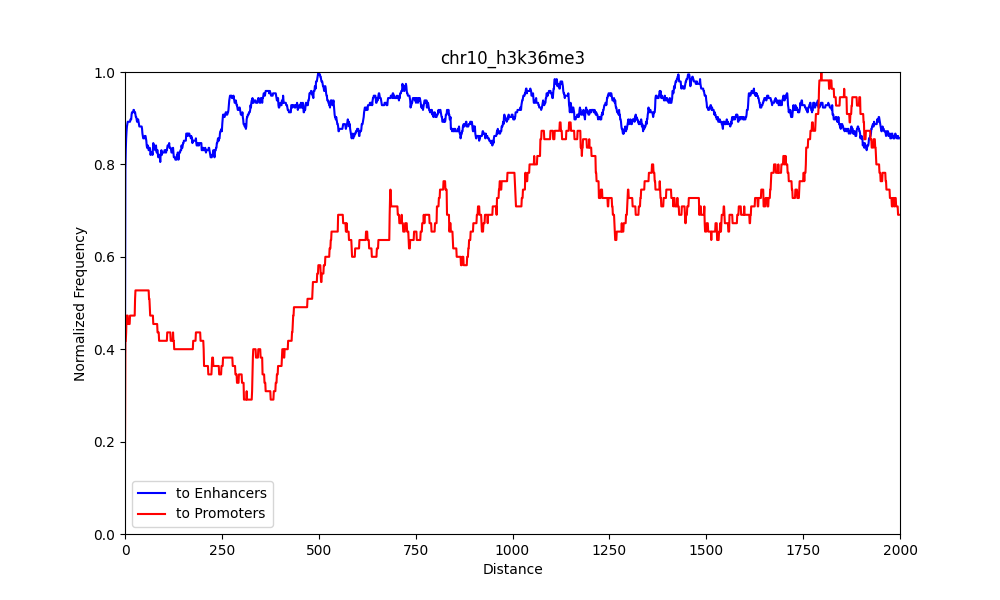 chr10_h3k36me3
Normalized Frequency
1.0
0.8
0.6
0.4
0.2
0.0
to Enhancers
to Promoters
0 250 500 750 1000 1250 1500 1750 2000
Distance